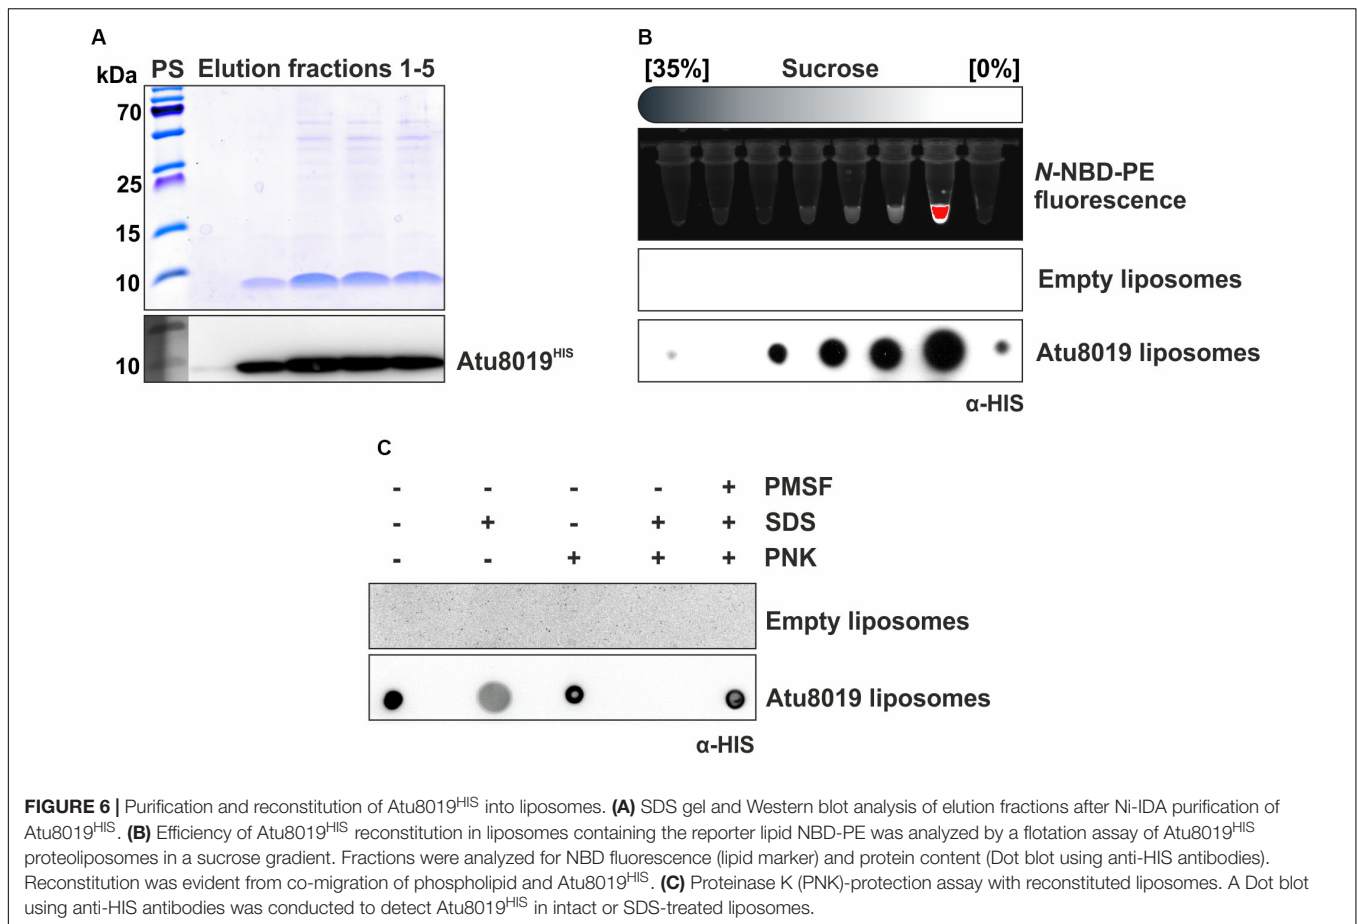 A
kDa PS Elution fractions 1-5
70
25
15
10
10
Atu8019HIS
B
[35%] Sucrose [0%]
N-NBD-PE
fluorescence
Empty liposomes
Atu8019 liposomes
α-HIS
C
- - - - + PMSF
- + - + + SDS
- - + + + PNK
Empty liposomes
Atu8019 liposomes
α-HIS
FIGURE 6 | Purification and reconstitution of Atu8019HIS into liposomes. (A) SDS gel and Western blot analysis of elution fractions after Ni-IDA purification of
Atu8019HIS. (B) Efficiency of Atu8019HIS reconstitution in liposomes containing the reporter lipid NBD-PE was analyzed by a flotation assay of Atu8019HIS
proteoliposomes in a sucrose gradient. Fractions were analyzed for NBD fluorescence (lipid marker) and protein content (Dot blot using anti-HIS antibodies).
Reconstitution was evident from co-migration of phospholipid and Atu8019HIS. (C) Proteinase K (PNK)-protection assay with reconstituted liposomes. A Dot blot
using anti-HIS antibodies was conducted to detect Atu8019HIS in intact or SDS-treated liposomes.